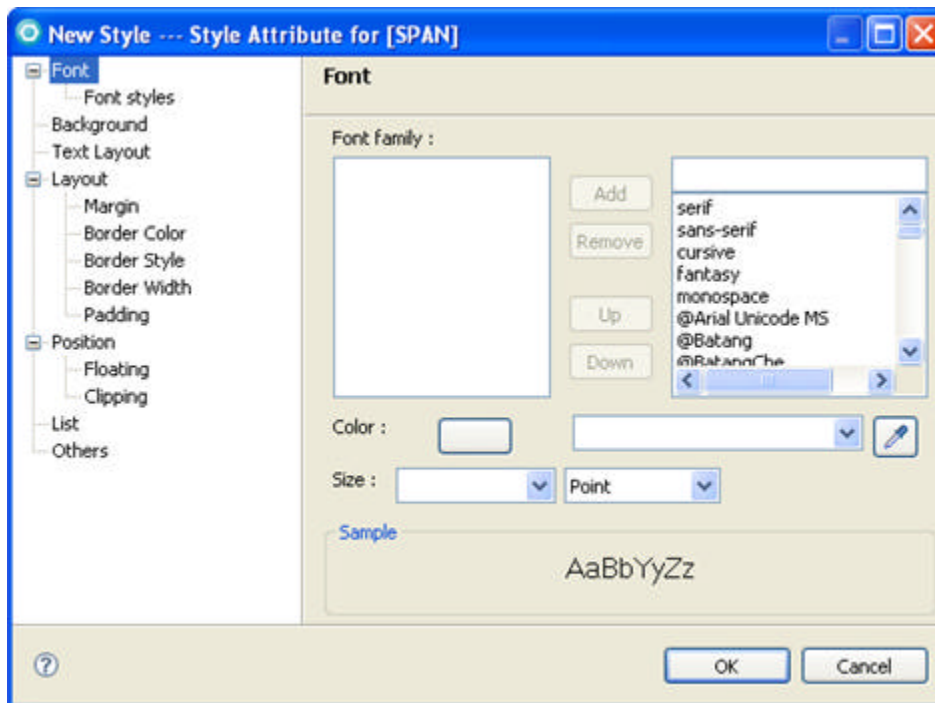 New Style --- Style Attribute for [SPAN]
Font
Font styles
Background
Text Layout
Layout
Margin
Border Color
Border Style
Border Width
Padding
Position
Floating
Clipping
List
Others
Font
Font family :
Add
Remove
Up
Down
serif
sans-serif
cursive
fantasy
monospace
@Arial Unicode MS
@Batang
@BatangChe
Color :
Size :
Point
Sample
AaBbYyZz
?
OK
Cancel